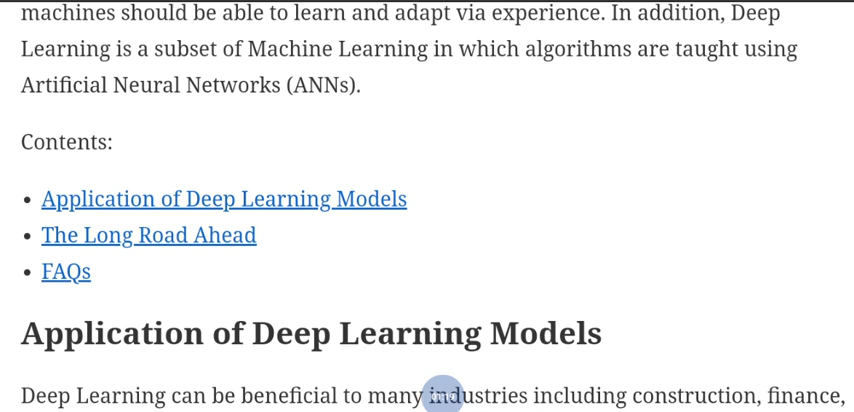 machines should be able to learn and adapt via experience. In addition, Deep
Learning is a subset of Machine Learning in which algorithms are taught using
Artificial Neural Networks (ANNs).
Contents:
• Application of Deep Learning Models
• The Long Road Ahead
• FAQs
Application of Deep Learning Models
Deep Learning can be beneficial to many industries including construction, finance,